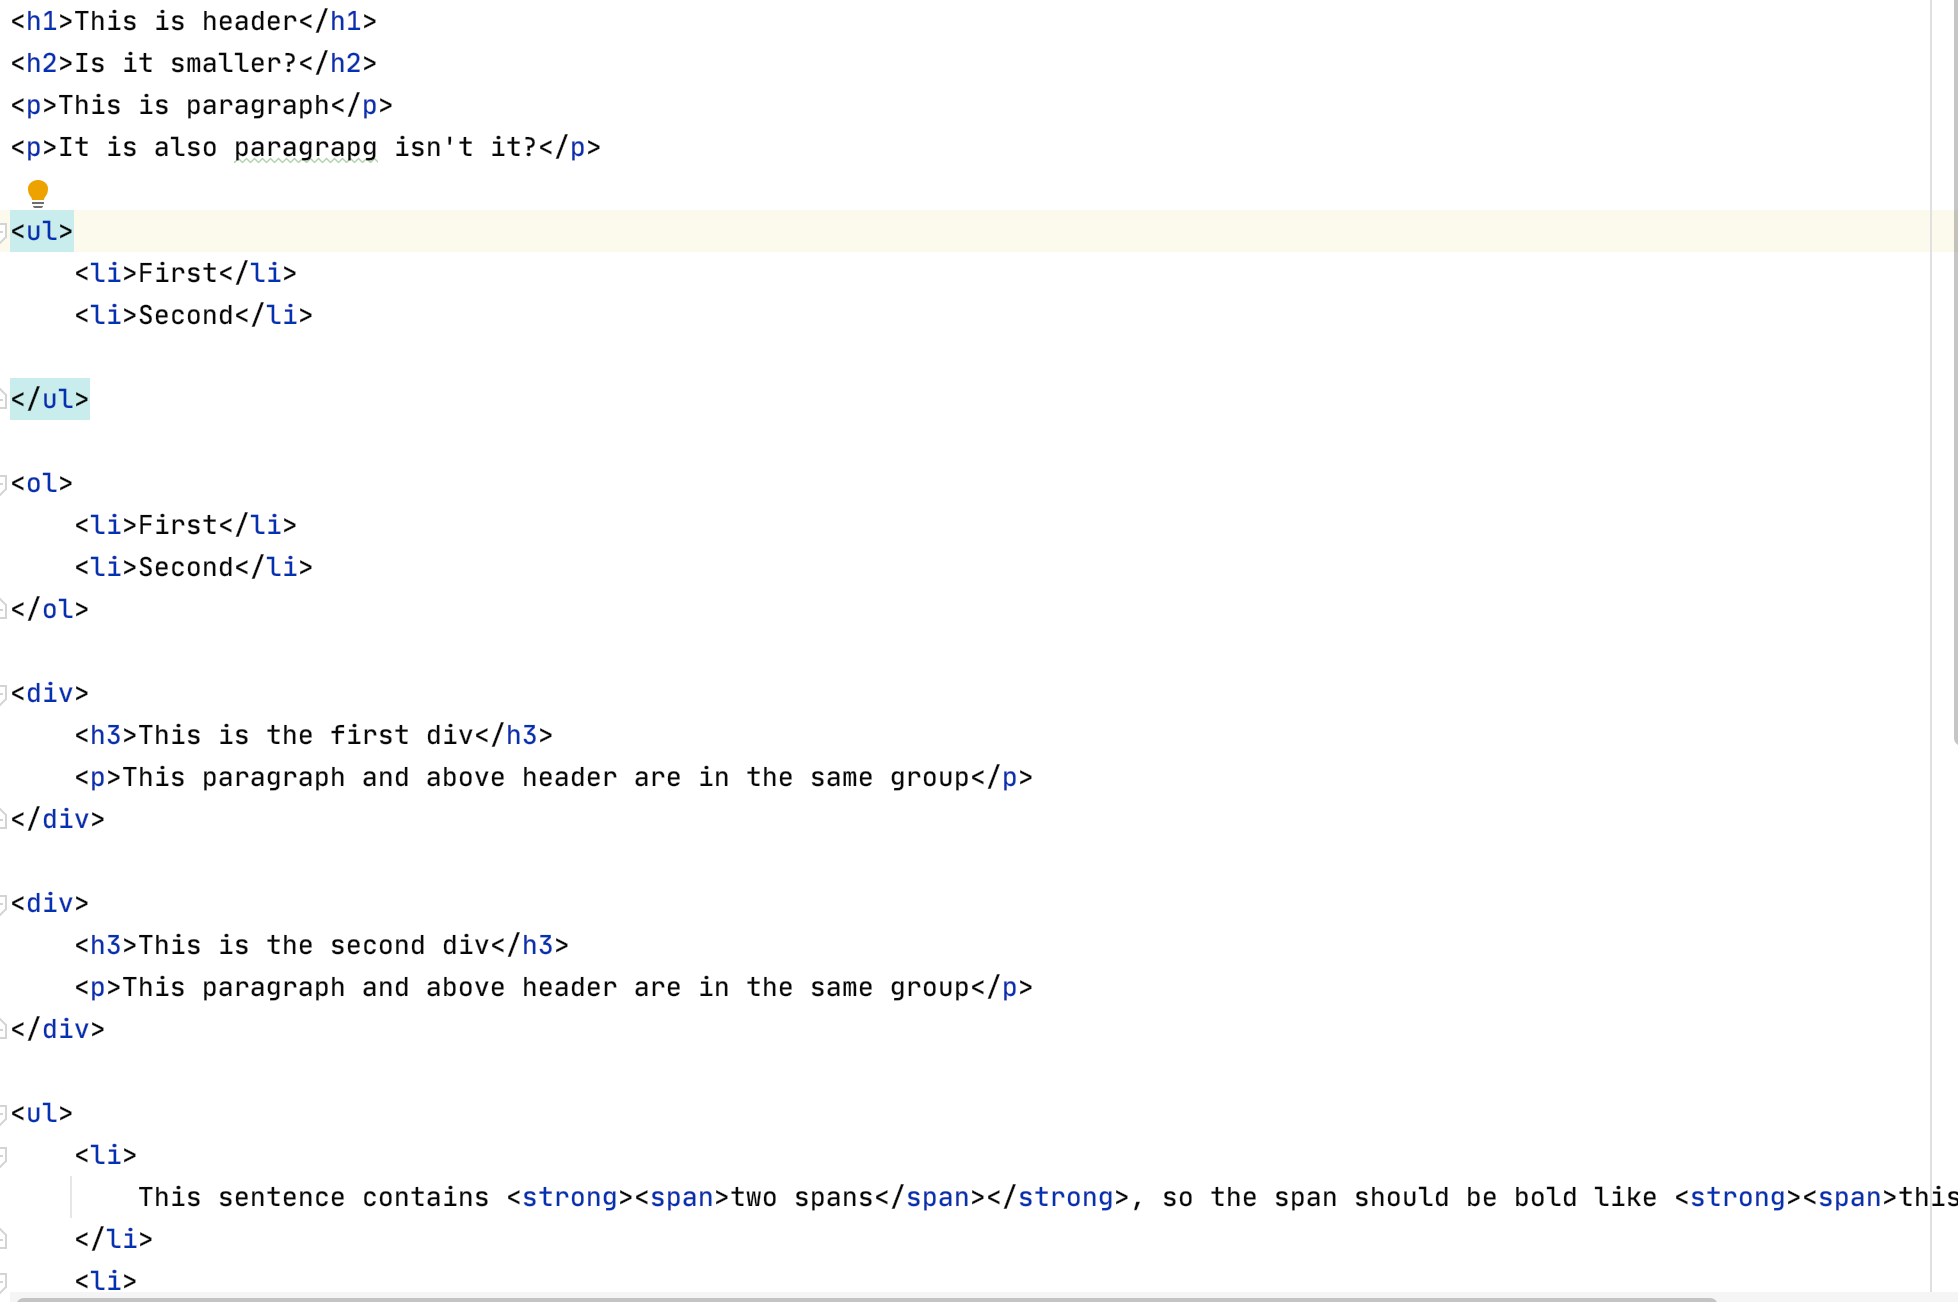 <h1>This is header</h1>
<h2>Is it smaller?</h2>
<p>This is paragraph</p>
<p>It is also paragrapg isn't it?</p>
<ul>
    <li>First</li>
    <li>Second</li>
</ul>
<ol>
    <li>First</li>
    <li>Second</li>
</ol>
<div>
    <h3>This is the first div</h3>
    <p>This paragraph and above header are in the same group</p>
</div>
<div>
    <h3>This is the second div</h3>
    <p>This paragraph and above header are in the same group</p>
</div>
<ul>
    <li>
        This sentence contains <strong><span>two spans</span></strong>, so the span should be bold like <strong><span>this
    </li>
    <li>